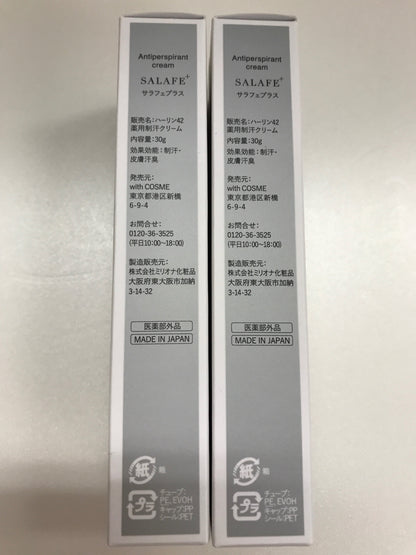 Antiperspirant
cream
SALAFE+
サラフェプラス
販売名：ハーリン42
薬用制汗クリーム
内容量：30g
効果効能：制汗・
皮膚汗臭
発売元：
with COSME
東京都港区新橋
6-9-4
お問合せ：
0120-36-3525
(平日10:00~18:00)
製造販売元：
株式会社ミリオナ化粧品
大阪府東大阪市加納
3-14-32
医薬部外品
MADE IN JAPAN
紙 箱
プラ
チューブ：
PE, EVOH
キャップ：PP
シール：PET
Antiperspirant
cream
SALAFE+
サラフェプラス
販売名：ハーリン42
薬用制汗クリーム
内容量：30g
効果効能：制汗・
皮膚汗臭
発売元：
with COSME
東京都港区新橋
6-9-4
お問合せ：
0120-36-3525
(平日10:00~18:00)
製造販売元：
株式会社ミリオナ化粧品
大阪府東大阪市加納
3-14-32
医薬部外品
MADE IN JAPAN
紙 箱
プラ
チューブ：
PE, EVOH
キャップ：PP
シール：PET